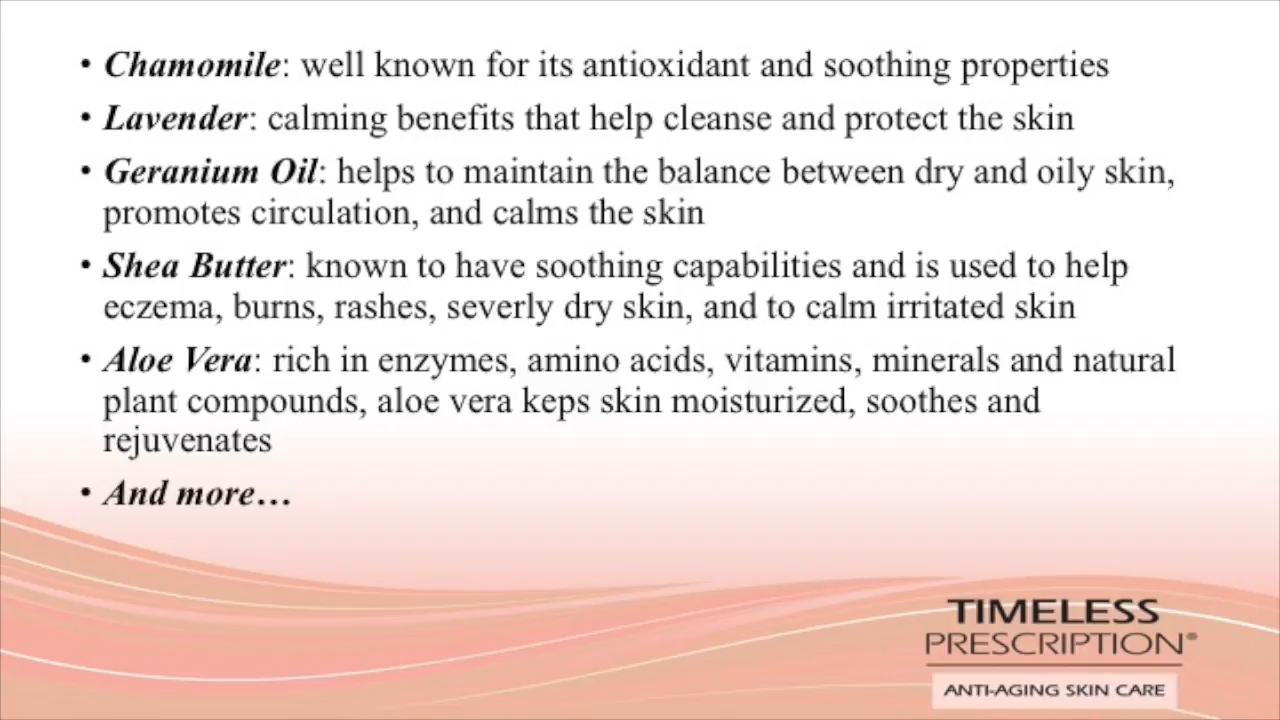 • Chamomile: well known for its antioxidant and soothing properties
• Lavender: calming benefits that help cleanse and protect the skin
• Geranium Oil: helps to maintain the balance between dry and oily skin,
promotes circulation, and calms the skin
• Shea Butter: known to have soothing capabilities and is used to help
eczema, burns, rashes, severly dry skin, and to calm irritated skin
• Aloe Vera: rich in enzymes, amino acids, vitamins, minerals and natural
plant compounds, aloe vera keps skin moisturized, soothes and
rejuvenates
• And more…
TIMELESS
PRESCRIPTION®
ANTI-AGING SKIN CARE